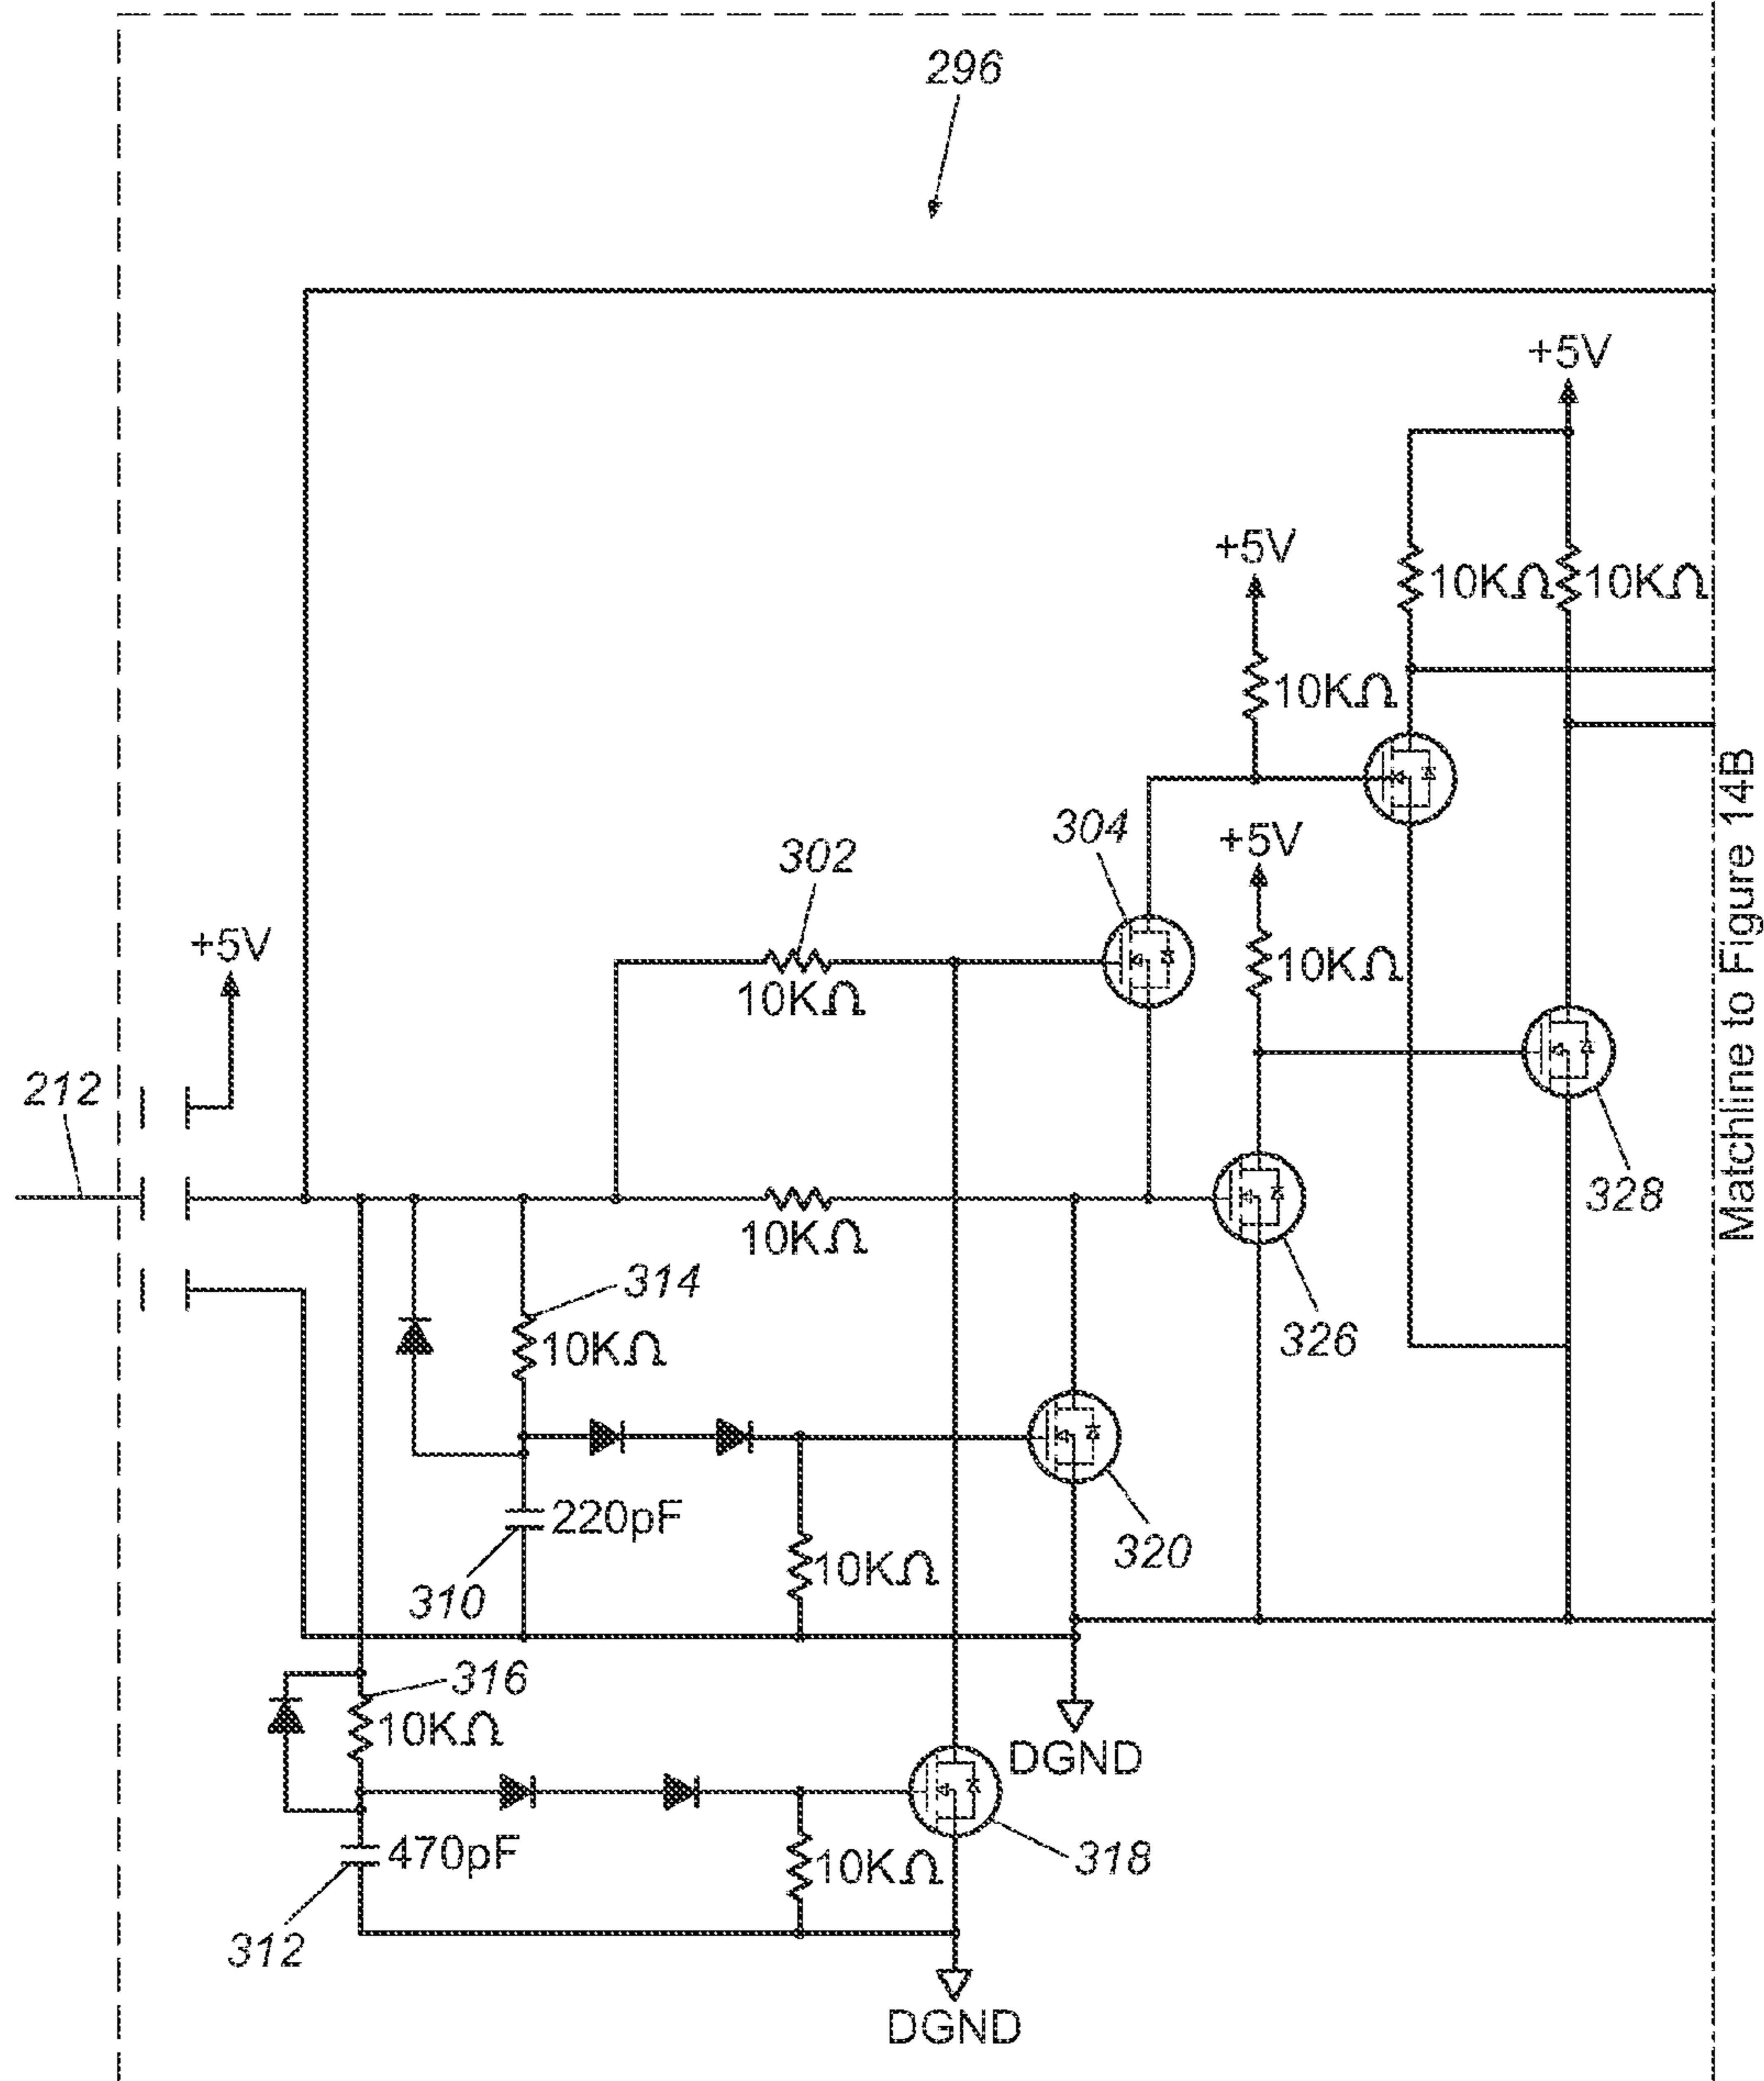 296
+5V
+5V
10KΩ
10KΩ
10KΩ
304
+5V
302
+5V
10KΩ
10KΩ
212
328
10KΩ
314
10KΩ
326
220pF
320
10KΩ
310
316
10KΩ
DGND
470pF
318
10KΩ
312
DGND
Matchline to Figure 14B